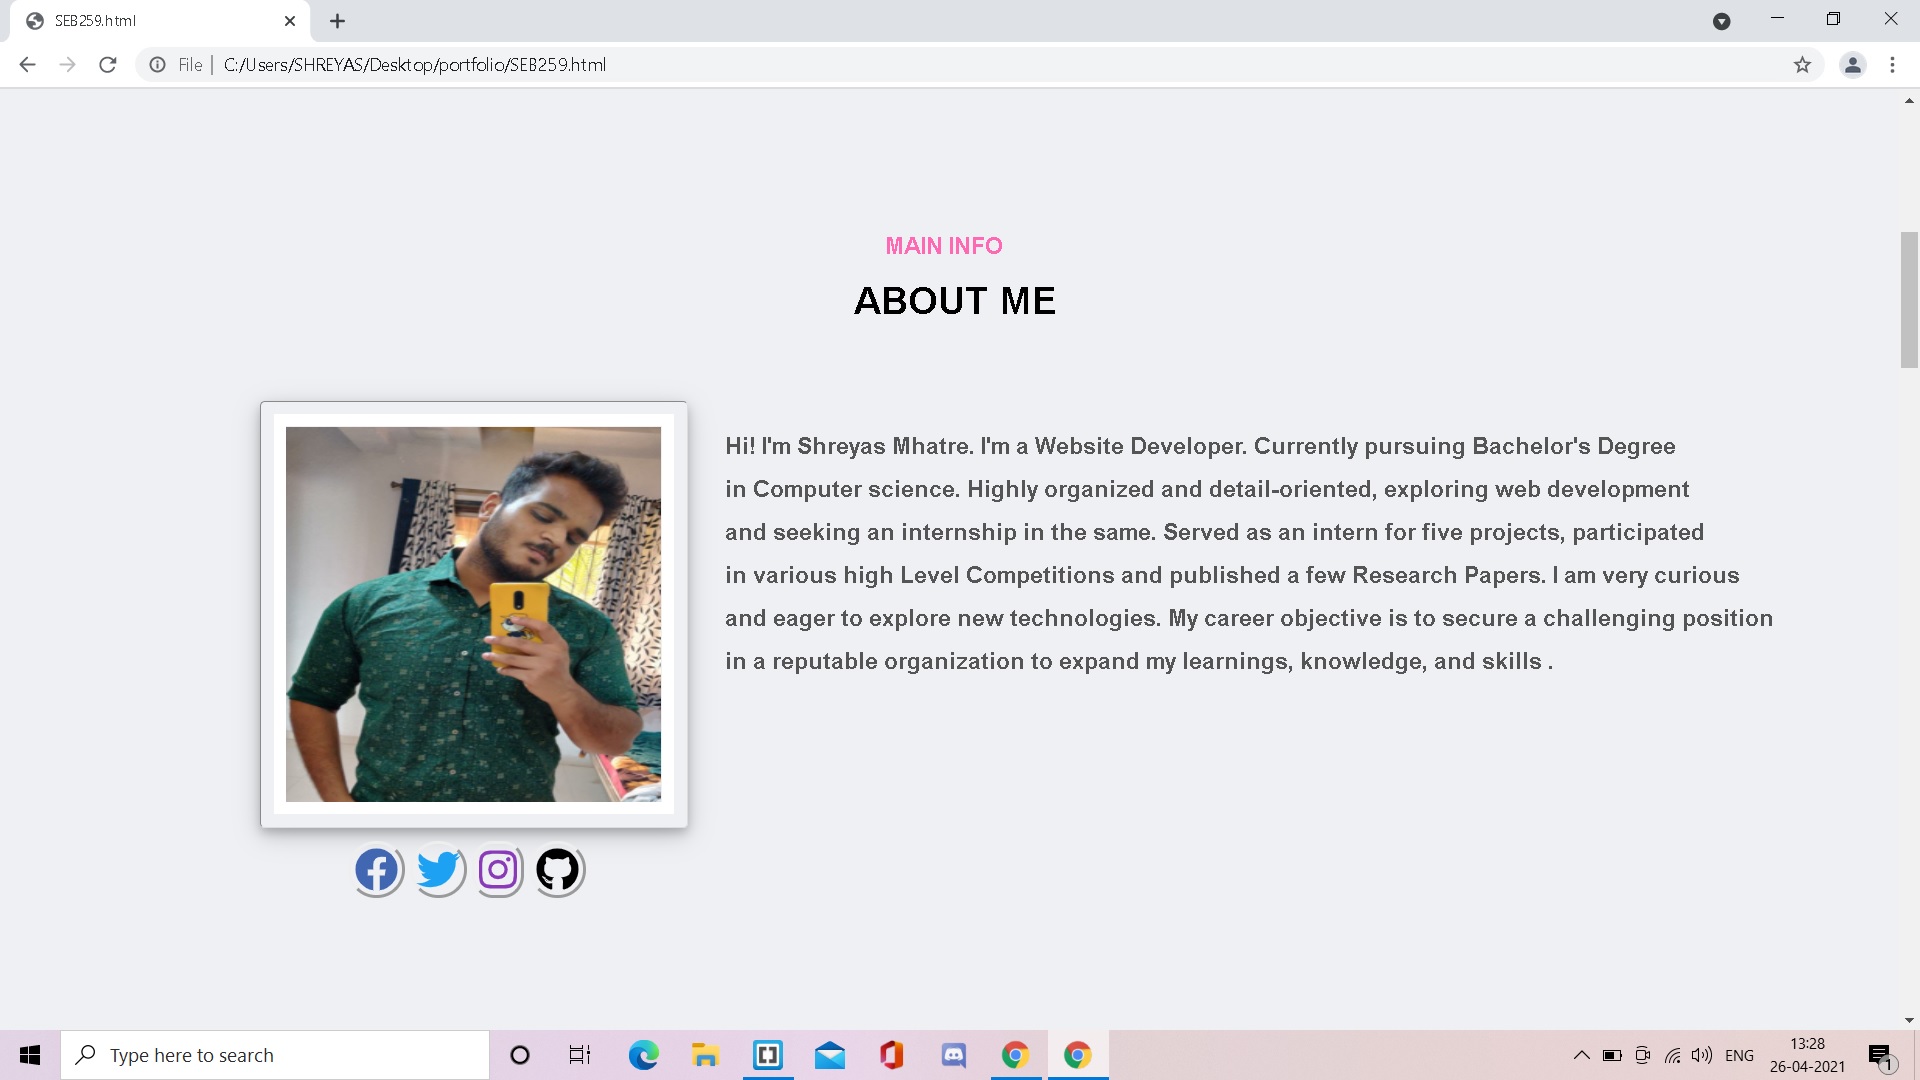 SEB259.html
File | C:/Users/SHREYAS/Desktop/portfolio/SEB259.html
MAIN INFO
ABOUT ME
Hi! I'm Shreyas Mhatre. I'm a Website Developer. Currently pursuing Bachelor's Degree
in Computer science. Highly organized and detail-oriented, exploring web development
and seeking an internship in the same. Served as an intern for five projects, participated
in various high Level Competitions and published a few Research Papers. I am very curious
and eager to explore new technologies. My career objective is to secure a challenging position
in a reputable organization to expand my learnings, knowledge, and skills .
Type here to search
ENG
13:28
26-04-2021
1